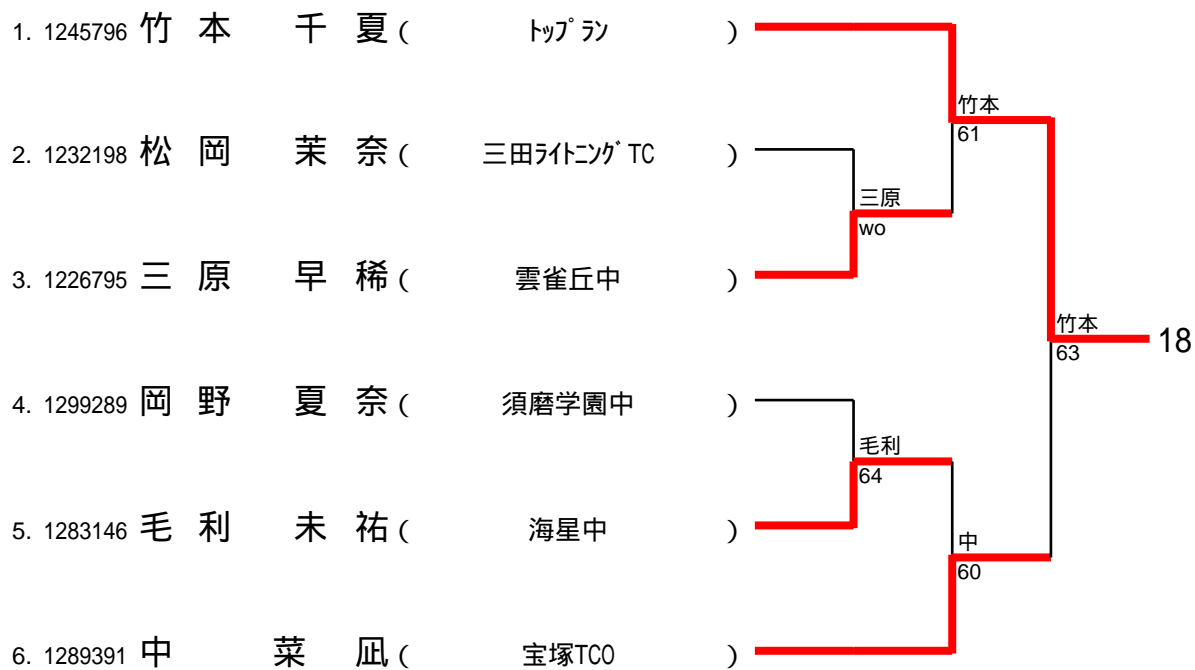 1. 1245796 竹本 千夏 ( トップラン )
竹本
61
2. 1232198 松岡 茉奈 ( 三田ライトニングTC )
三原
wo
3. 1226795 三原 早稀 ( 雲雀丘中 )
竹本
63
18
4. 1299289 岡野 夏奈 ( 須磨学園中 )
毛利
64
5. 1283146 毛利 未祐 ( 海星中 )
中
60
6. 1289391 中 菜凪 ( 宝塚TCO )